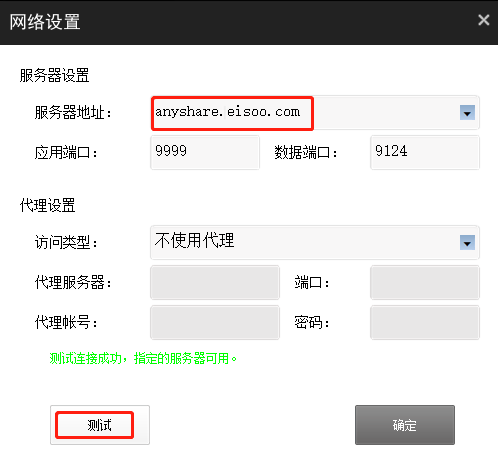 网络设置
服务器设置
服务器地址： anyshare.eisoo.com
应用端口： 9999 数据端口： 9124
代理设置
访问类型： 不使用代理
代理服务器： 端口：
代理帐号： 密码：
测试连接成功，指定的服务器可用。
测试 确定